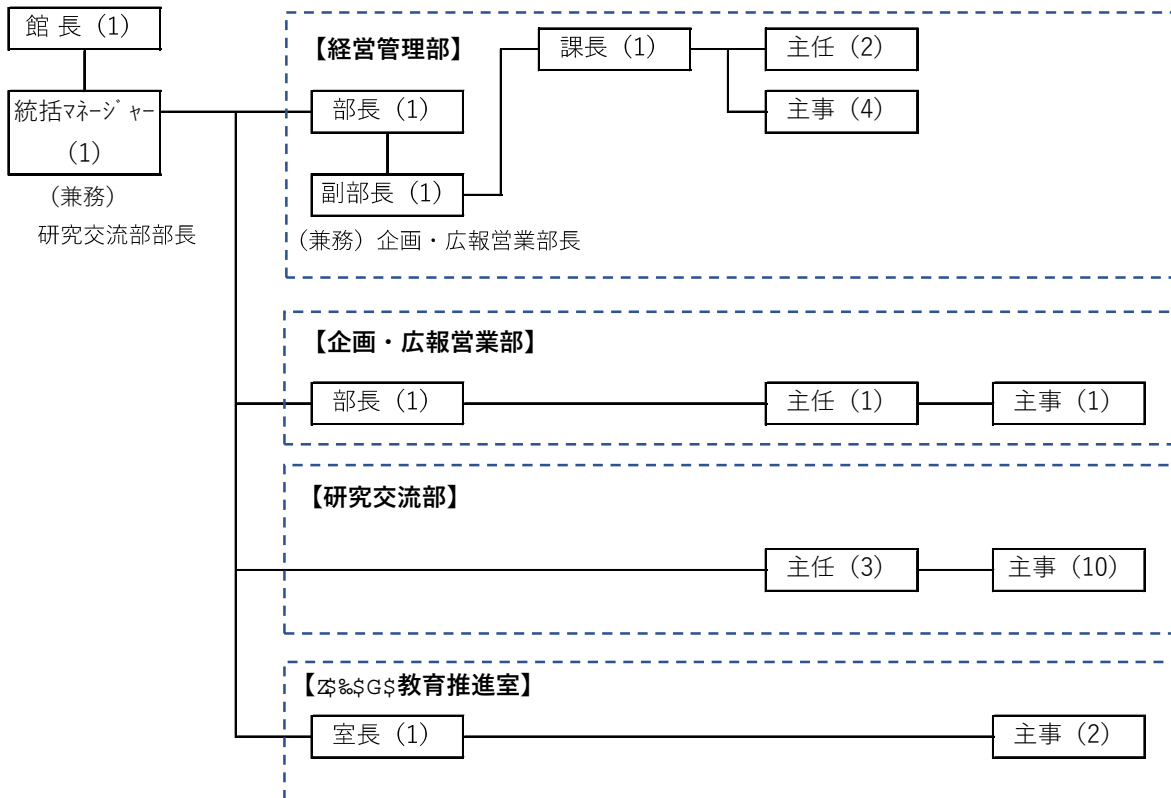 館 長（1）
統括ﾏﾈｰｼﾞｬｰ
（1）
（兼務）
研究交流部部長
【経営管理部】
部長（1）
副部長（1）
（兼務）企画・広報営業部長
課長（1）
主任（2）
主事（4）
【企画・広報営業部】
部長（1）
主任（1）
主事（1）
【研究交流部】
主任（3）
主事（10）
【Z$‰$G$教育推進室】
室長（1）
主事（2）